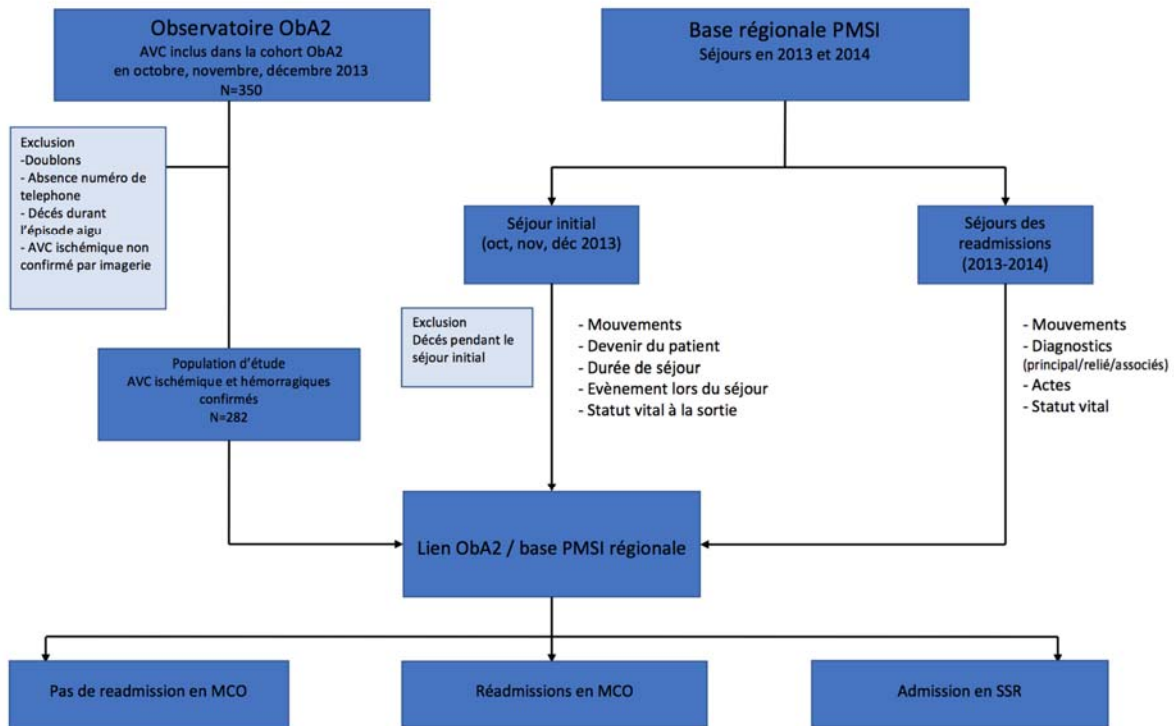 Observatoire ObA2
AVC inclus dans la cohort ObA2
en octobre, novembre, décembre 2013
N=350
Base régionale PMSI
Séjours en 2013 et 2014
Exclusion
-Doublons
- Absence numéro de
telephone
- Décés durant
l'épisode aigu
- AVC ischémique non
confirmé par imagerie
Séjour initial
(oct, nov, déc 2013)
Séjours des
readmissions
(2013-2014)
Exclusion
Décés pendant le
séjour initial
- Mouvements
- Devenir du patient
- Durée de séjour
- Evènement lors du séjour
- Statut vital à la sortie
- Mouvements
- Diagnostics
(principal/relié/associés)
- Actes
- Statut vital
Population d'étude
AVC ischémique et hémorragiques
confirmés
N=282
Lien ObA2 / base PMSI régionale
Pas de readmission en MCO
Réadmissions en MCO
Admission en SSR